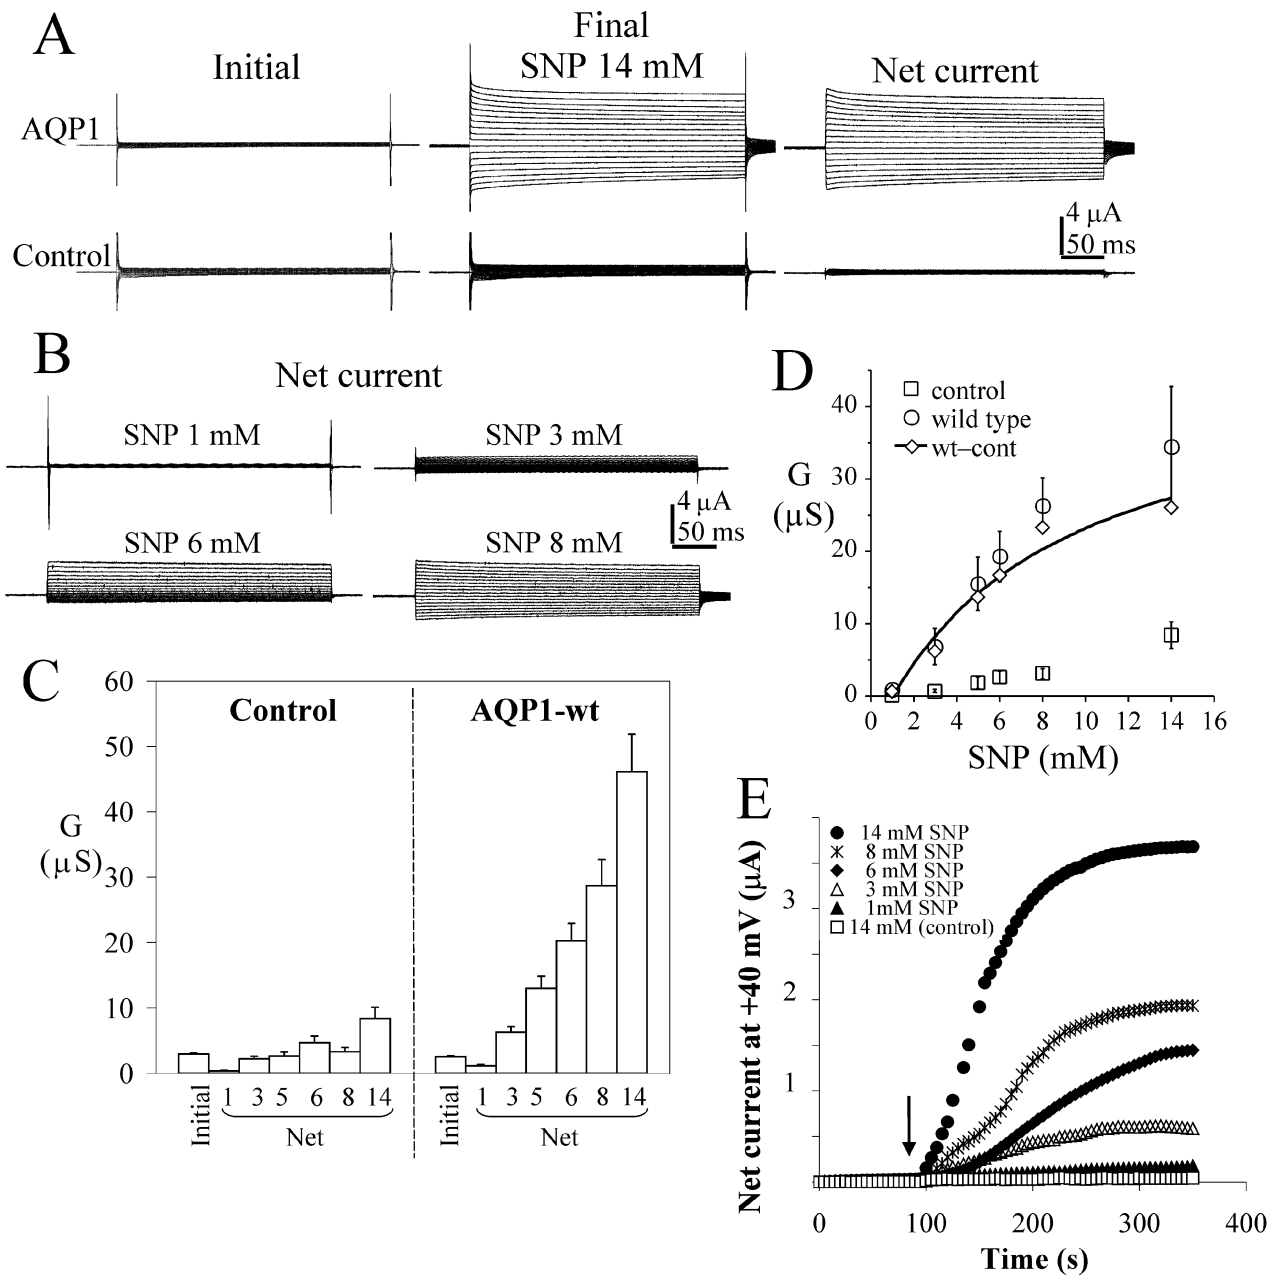 A
Initial
Final
SNP 14 mM
Net current
AQP1
Control
4 µA
50 ms
B
Net current
SNP 1 mM
SNP 3 mM
4 µA
50 ms
SNP 6 mM
SNP 8 mM
C
60
50
40
30
20
10
0
G
(µS)
Control
AQP1-wt
Initial 1 3 5 6 8 14
Net
Initial 1 3 5 6 8 14
Net
D
control
wild type
wt–cont
G
(µS)
40
30
20
10
0
0 2 4 6 8 10 12 14 16
SNP (mM)
E
14 mM SNP
8 mM SNP
6 mM SNP
3 mM SNP
1mM SNP
14 mM (control)
Net current at +40 mV (µA)
3
2
1
0 100 200 300 400
Time (s)